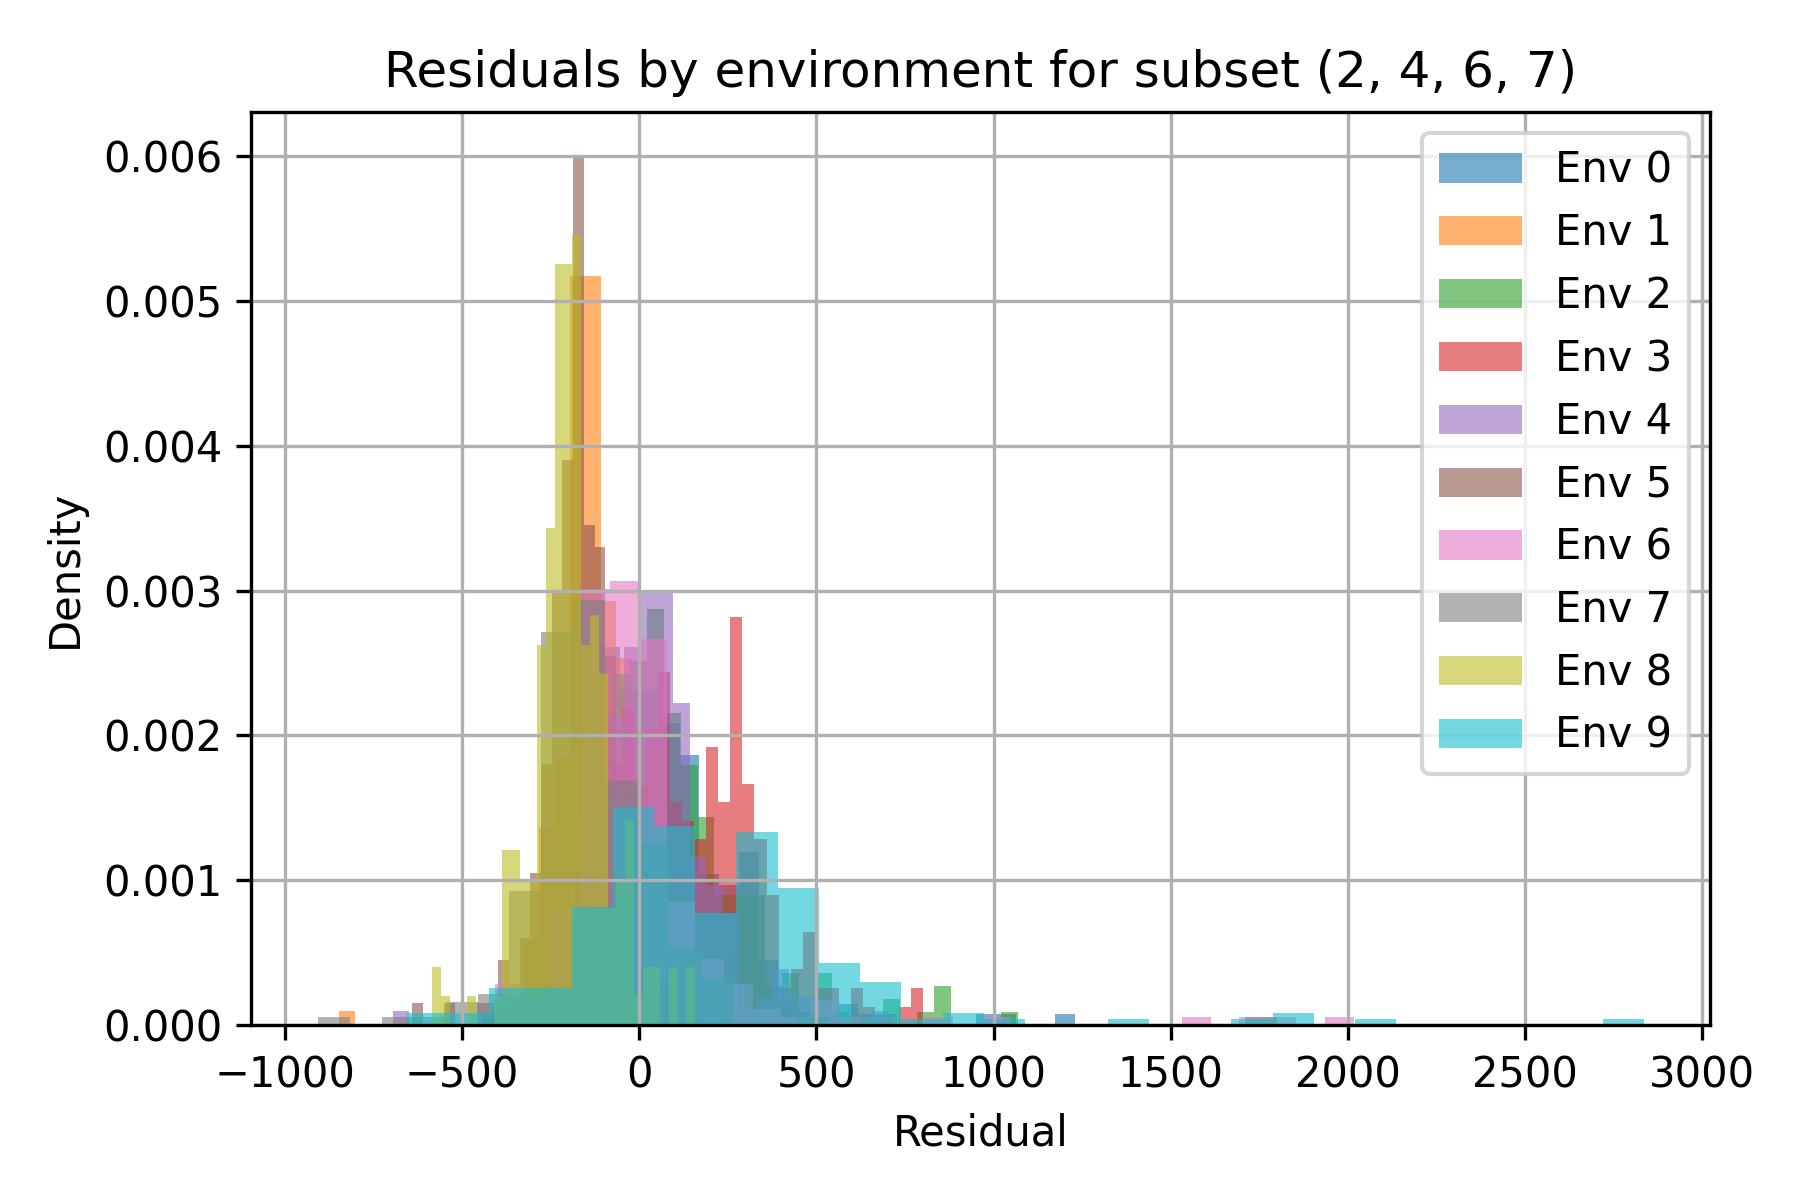 Residuals by environment for subset (2, 4, 6, 7)
0.006
0.005
0.004
0.003
0.002
0.001
0.000
Density
−1000
−500
0
500
1000
1500
2000
2500
3000
Residual
Env 0
Env 1
Env 2
Env 3
Env 4
Env 5
Env 6
Env 7
Env 8
Env 9